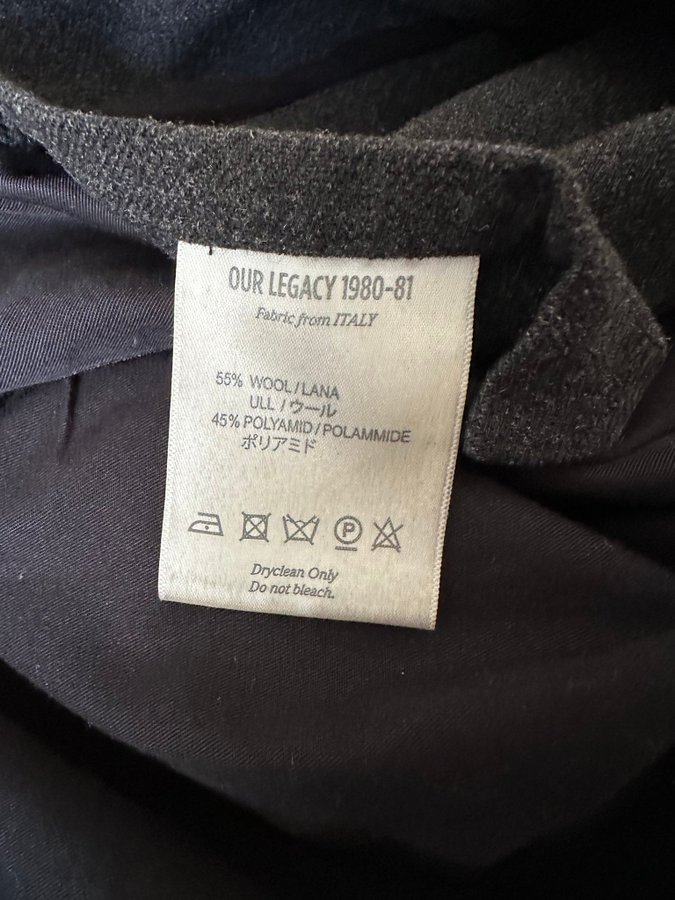 OUR LEGACY 1980-81
Fabric from ITALY
55% WOOL/LANA
ULL / ウール
45% POLYAMID/POLAMMIDE
ポリアミド
P
Dryclean Only
Do not bleach.